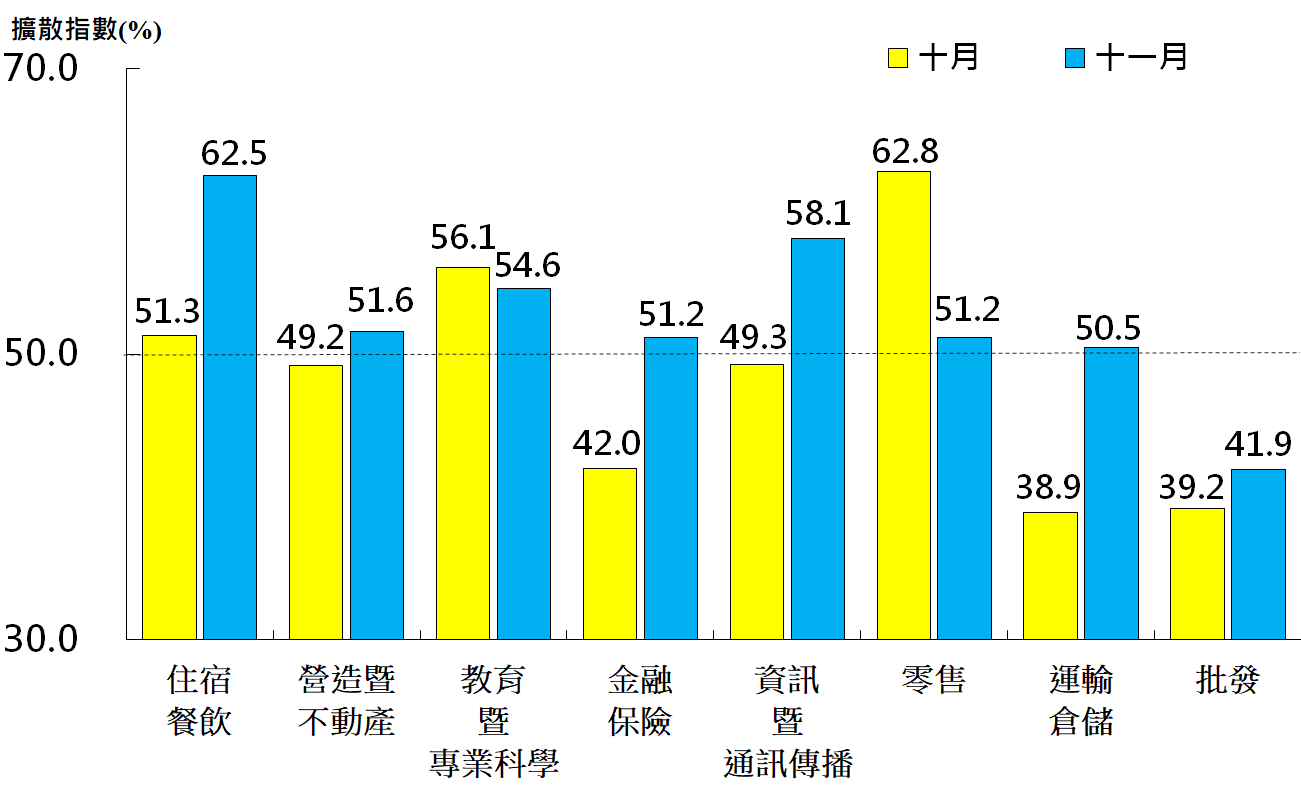 擴散指數(%)
十月
十一月
70.0
50.0
30.0
51.3
62.5
49.2
51.6
56.1
54.6
42.0
51.2
49.3
58.1
62.8
51.2
38.9
50.5
39.2
41.9
住宿
餐飲
營造暨
不動產
教育
暨
專業科學
金融
保險
資訊
暨
通訊傳播
零售
運輸
倉儲
批發